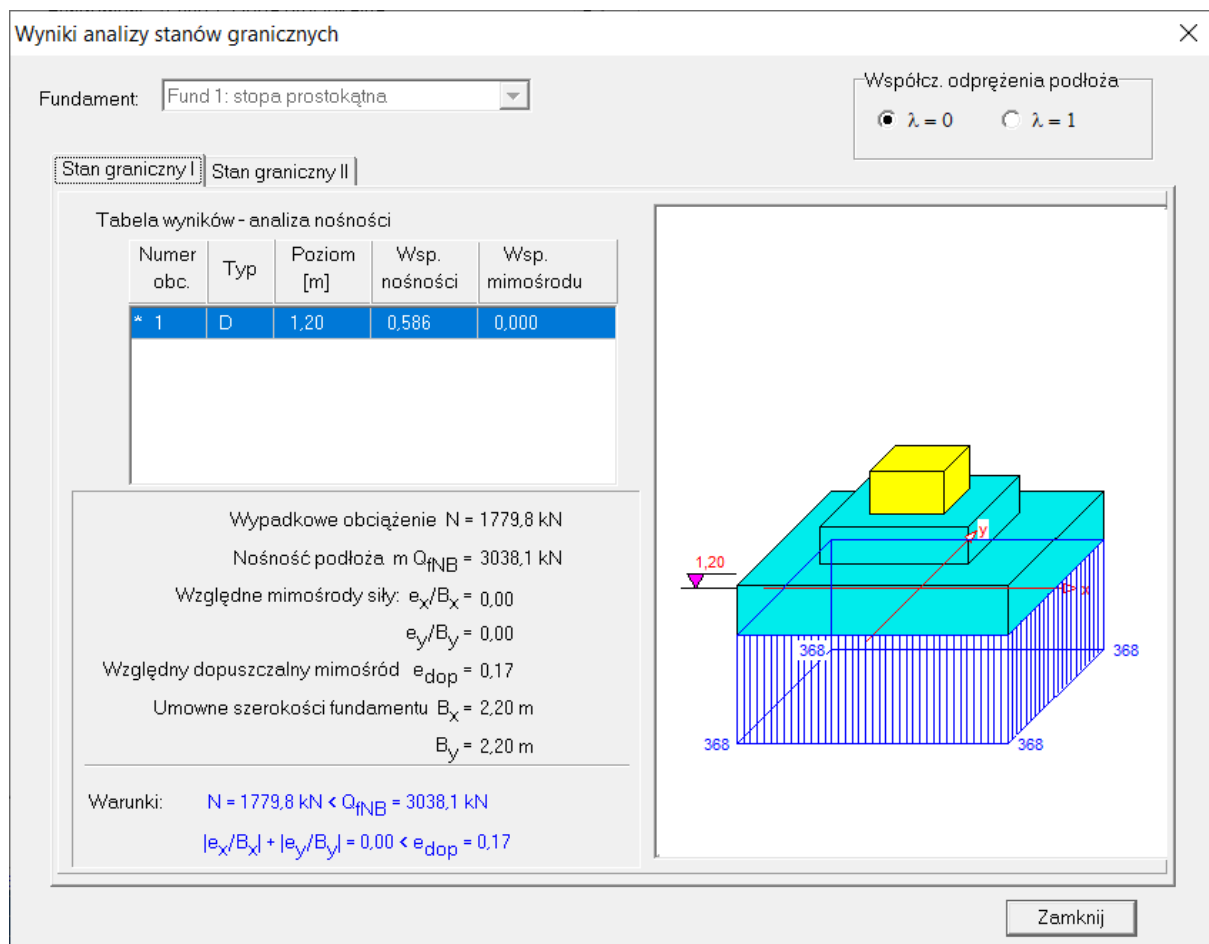 Wyniki analizy stanów granicznych
Fundament: Fund 1: stopa prostokątna
Współcz. odprężenia podłoża
λ = 0 λ = 1
Stan graniczny I Stan graniczny II
Tabela wyników - analiza nośności
Numer obc. Typ Poziom [m] Wsp. nośności Wsp. mimośrodu
* 1 D 1,20 0,586 0,000
Wypadkowe obciążenie N = 1779,8 kN
Nośność podłoża m QfNB = 3038,1 kN
Względne mimośrody siły: ex/Bx = 0,00
ey/By = 0,00
Względny dopuszczalny mimośród edop = 0,17
Umowne szerokości fundamentu Bx = 2,20 m
By = 2,20 m
Warunki: N = 1779,8 kN < QfNB = 3038,1 kN
|ex/Bx| + |ey/By| = 0,00 < edop = 0,17
y
1,20
x
368 368
368 368
Zamknij